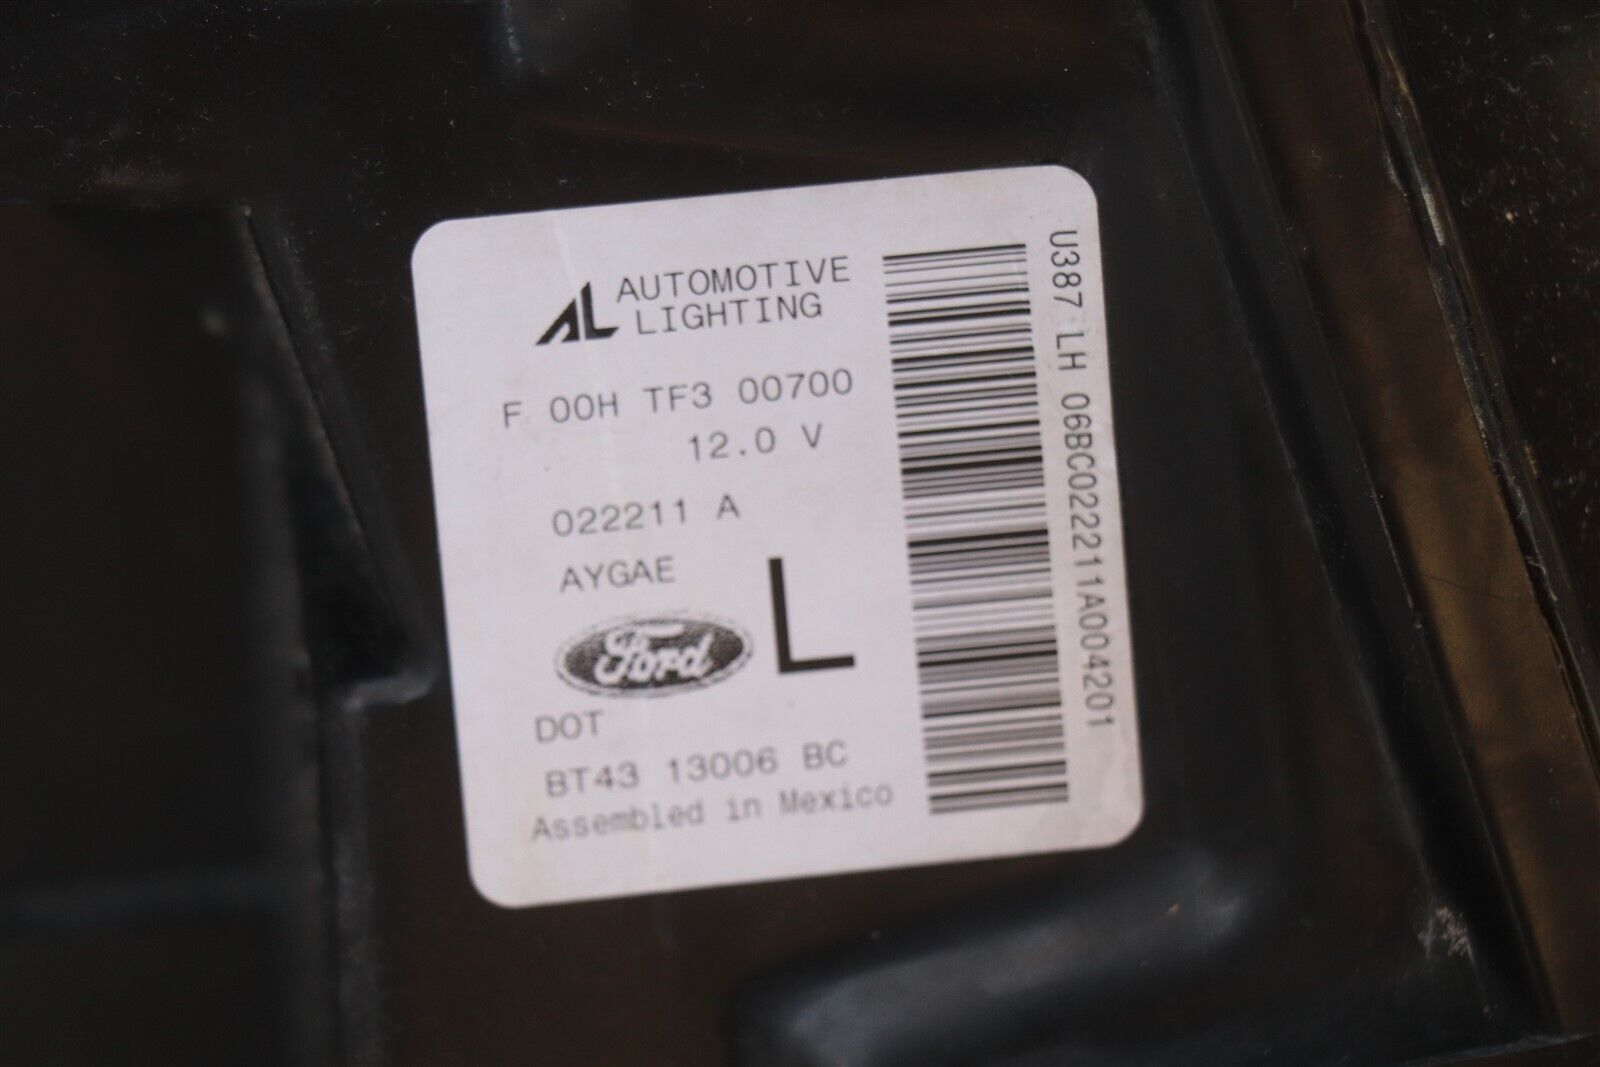 AL AUTOMOTIVE
LIGHTING
F 00H TF3 00700
12.0 V
022211 A
AYGAE
Ford
L
DOT
BT43 13006 BC
Assembled in Mexico
U387 LH 06BC022211A004201